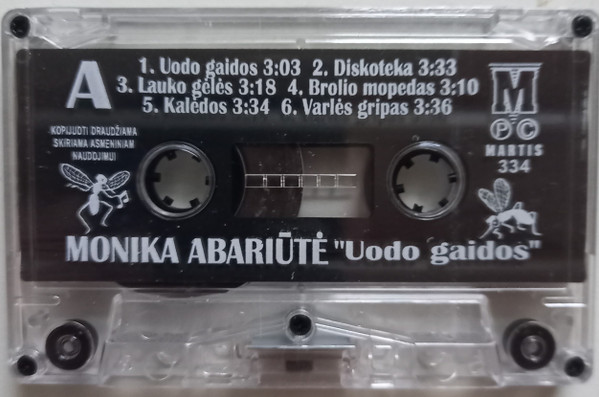 A
1. Uodo gaidos 3:03 2. Diskoteka 3:33
3. Lauko gėlės 3:18 4. Brolio mopedas 3:10
5. Kalėdos 3:34 6. Varlės gripas 3:36
M
Ⓟ Ⓒ
MARTIS
334
KOPIJUOTI DRAUDŽIAMA
SKIRIAMA ASMENINIAM
NAUDOJIMUI
MONIKA ABARIŪTĖ "Uodo gaidos"